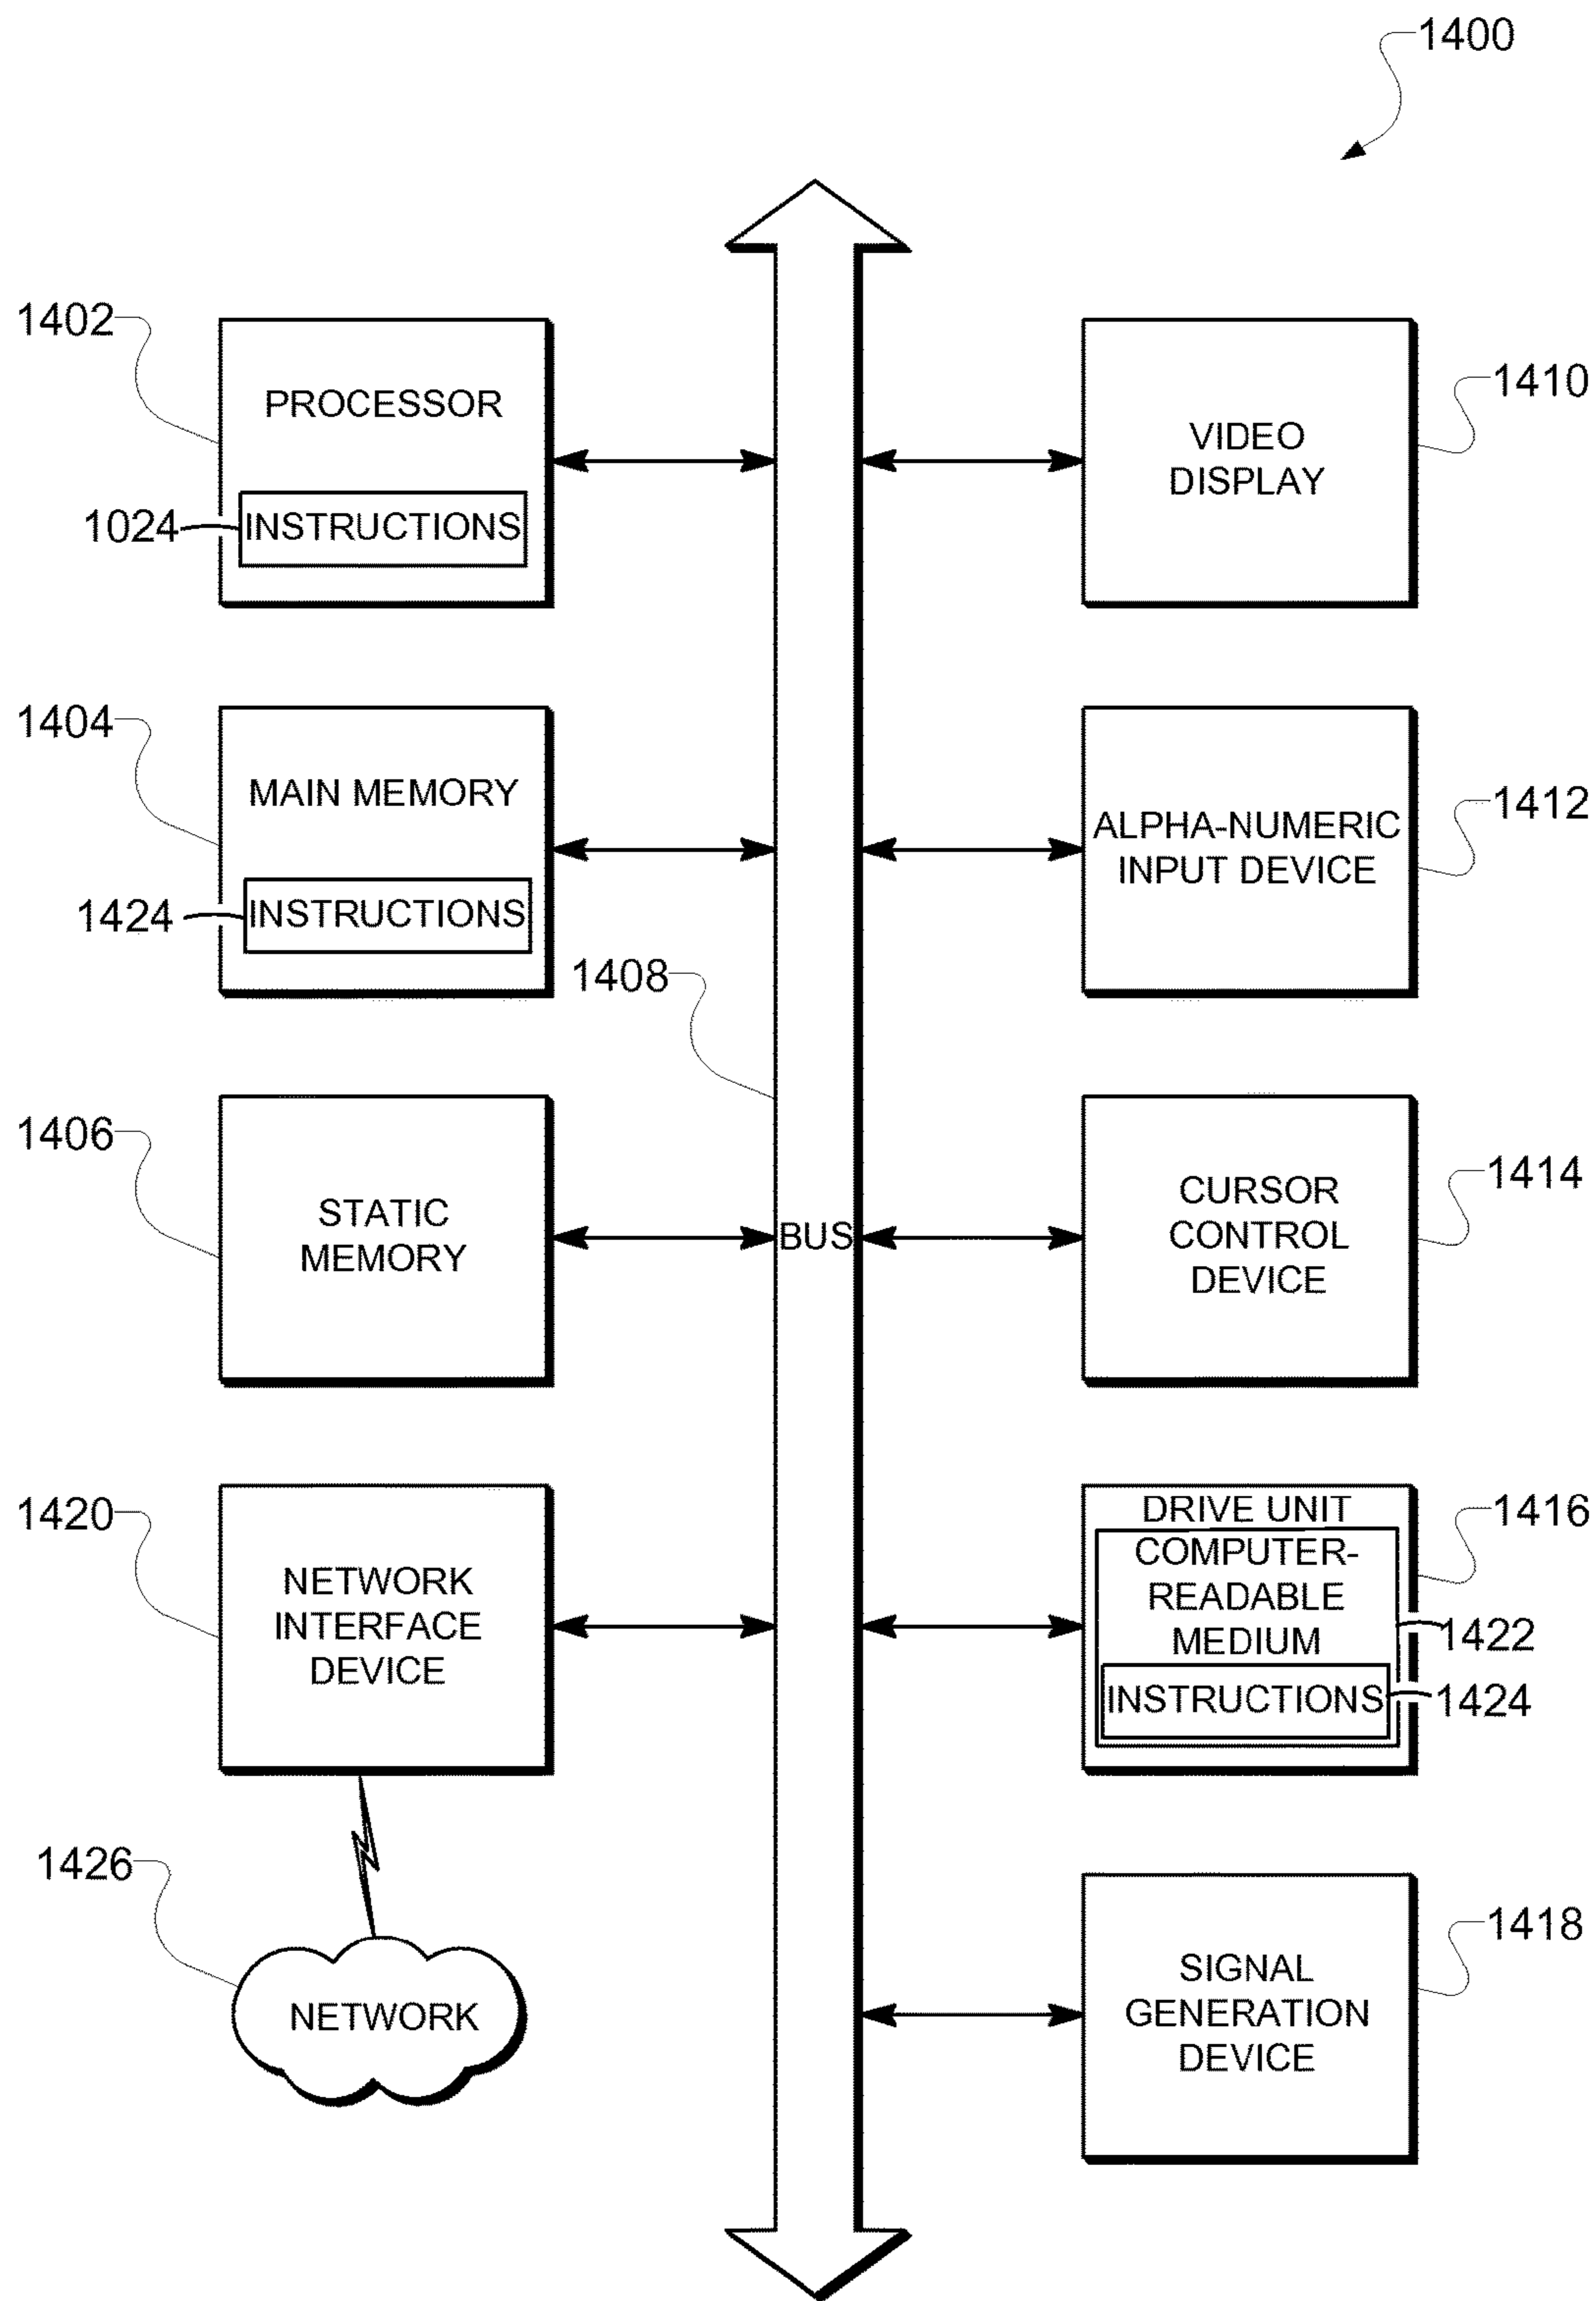 1400
1402
PROCESSOR
1024
INSTRUCTIONS
1410
VIDEO
DISPLAY
1404
MAIN MEMORY
1424
INSTRUCTIONS
1408
1412
ALPHA-NUMERIC
INPUT DEVICE
1406
STATIC
MEMORY
BUS
1414
CURSOR
CONTROL
DEVICE
1420
NETWORK
INTERFACE
DEVICE
DRIVE UNIT
1416
COMPUTER-
READABLE
MEDIUM
1422
INSTRUCTIONS
1424
1426
NETWORK
1418
SIGNAL
GENERATION
DEVICE